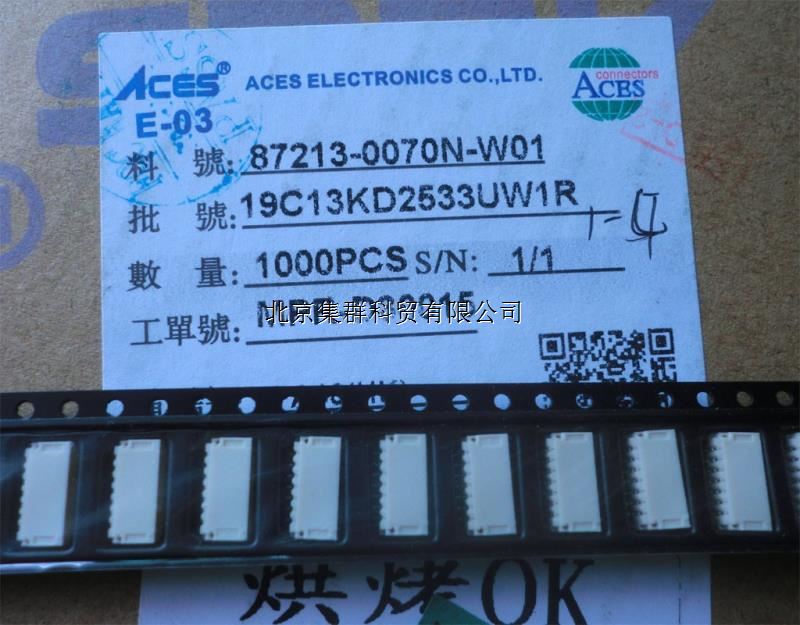 ACES® ACES ELECTRONICS CO.,LTD.
connectors
ACES
E-03
料 號: 87213-0070N-W01
批 號: 19C13KD2533UW1R
1-4
數 量: 1000PCS S/N: 1/1
工單號:
北京集群科贸有限公司
烘烤OK